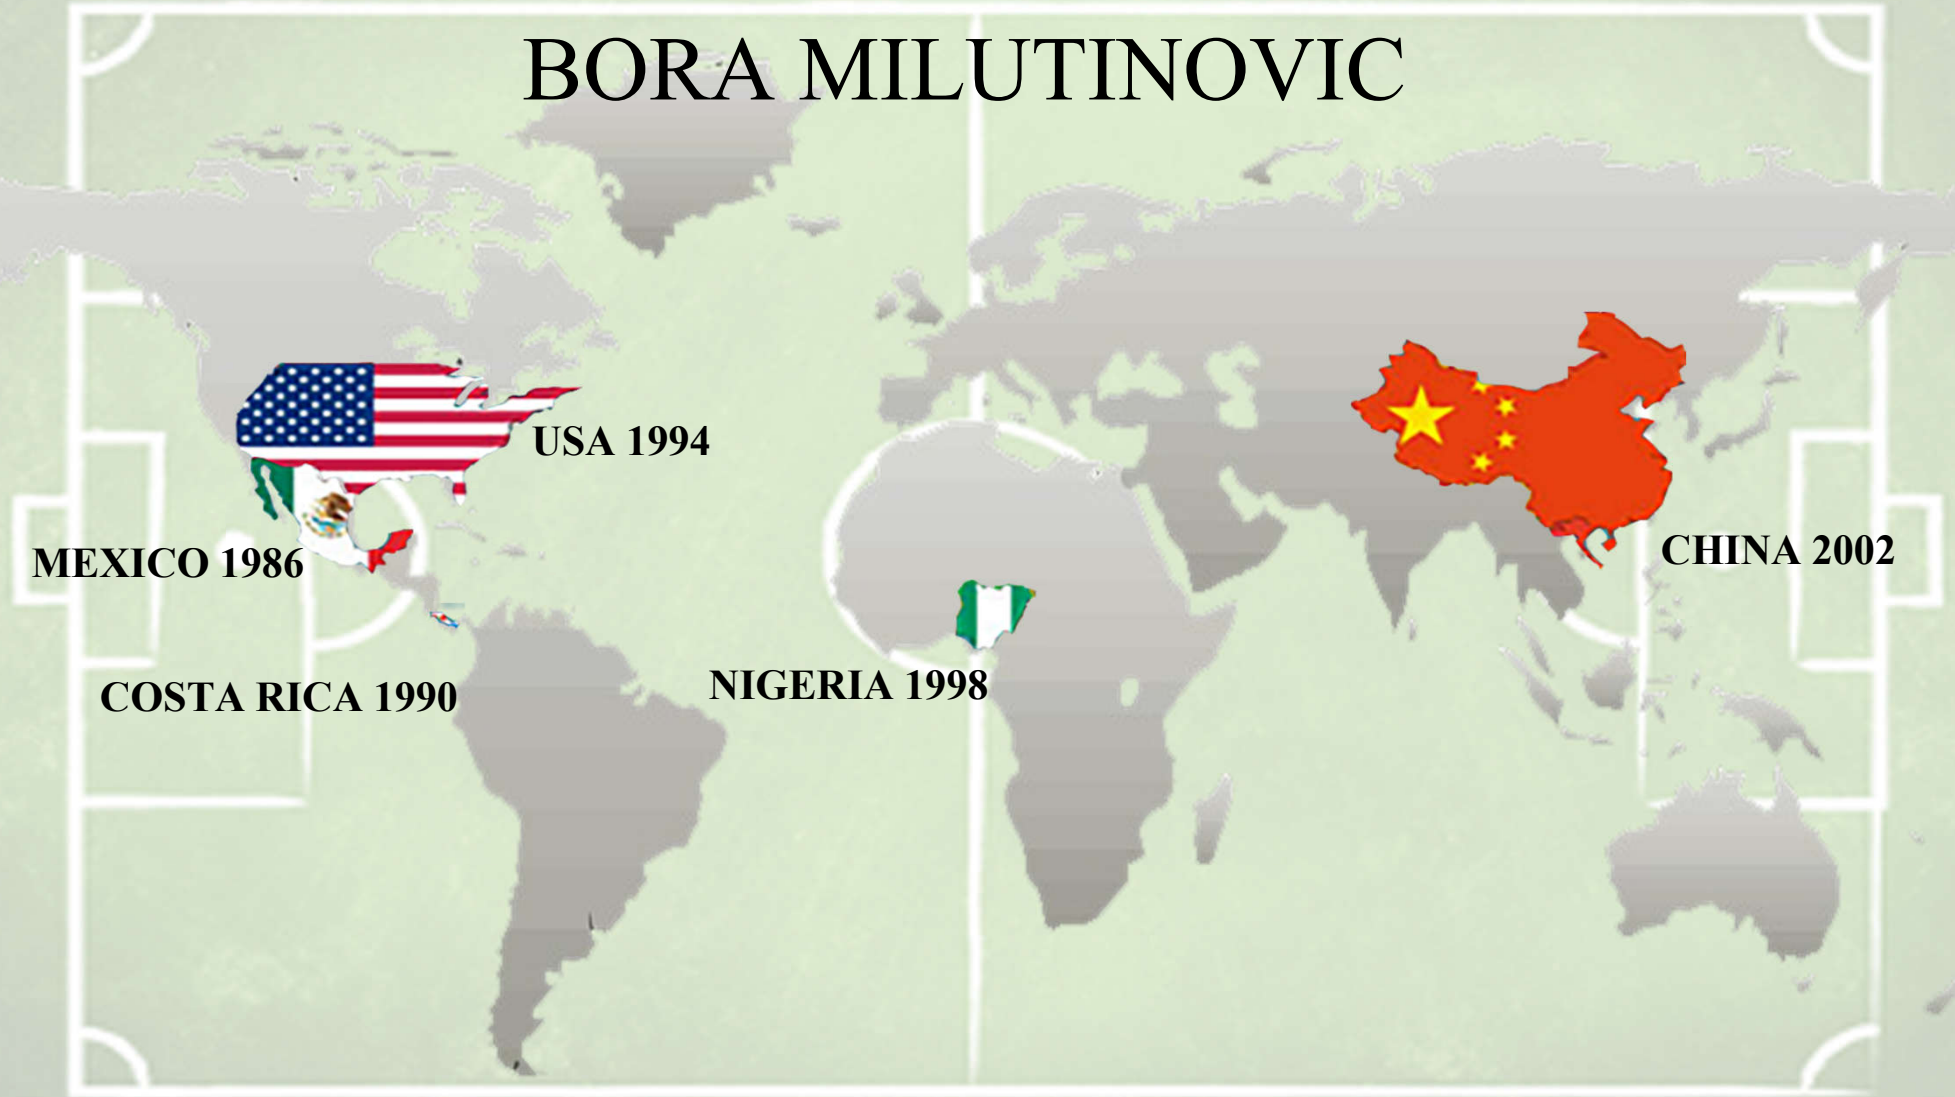 BORA MILUTINOVIC
USA 1994
MEXICO 1986
CHINA 2002
COSTA RICA 1990
NIGERIA 1998